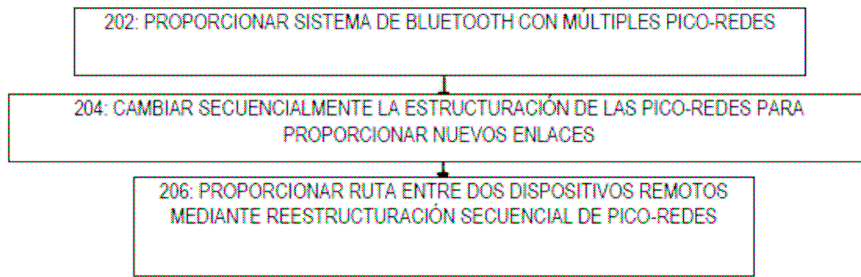 202: PROPORCIONAR SISTEMA DE BLUETOOTH CON MÚLTIPLES PICO-REDES
204: CAMBIAR SECUENCIALMENTE LA ESTRUCTURACIÓN DE LAS PICO-REDES PARA
PROPORCIONAR NUEVOS ENLACES
206: PROPORCIONAR RUTA ENTRE DOS DISPOSITIVOS REMOTOS
MEDIANTE REESTRUCTURACIÓN SECUENCIAL DE PICO-REDES